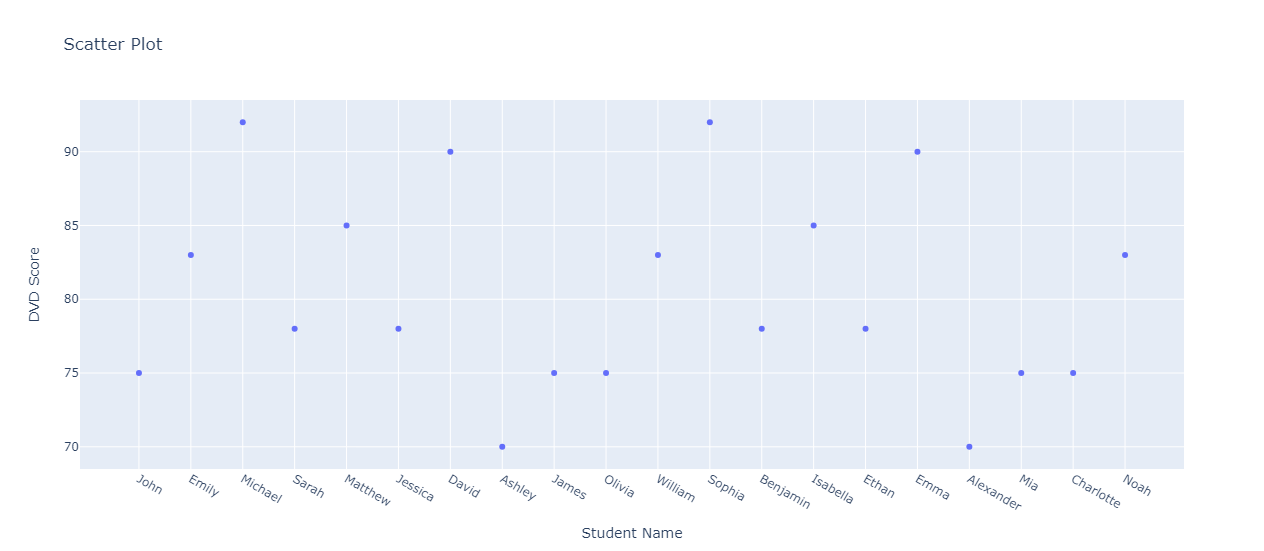 Scatter Plot
90
85
80
75
70
DVD Score
John Emily Michael Sarah Matthew Jessica David Ashley James Olivia William Sophia Benjamin Isabella Ethan Emma Alexander Mia Charlotte Noah
Student Name